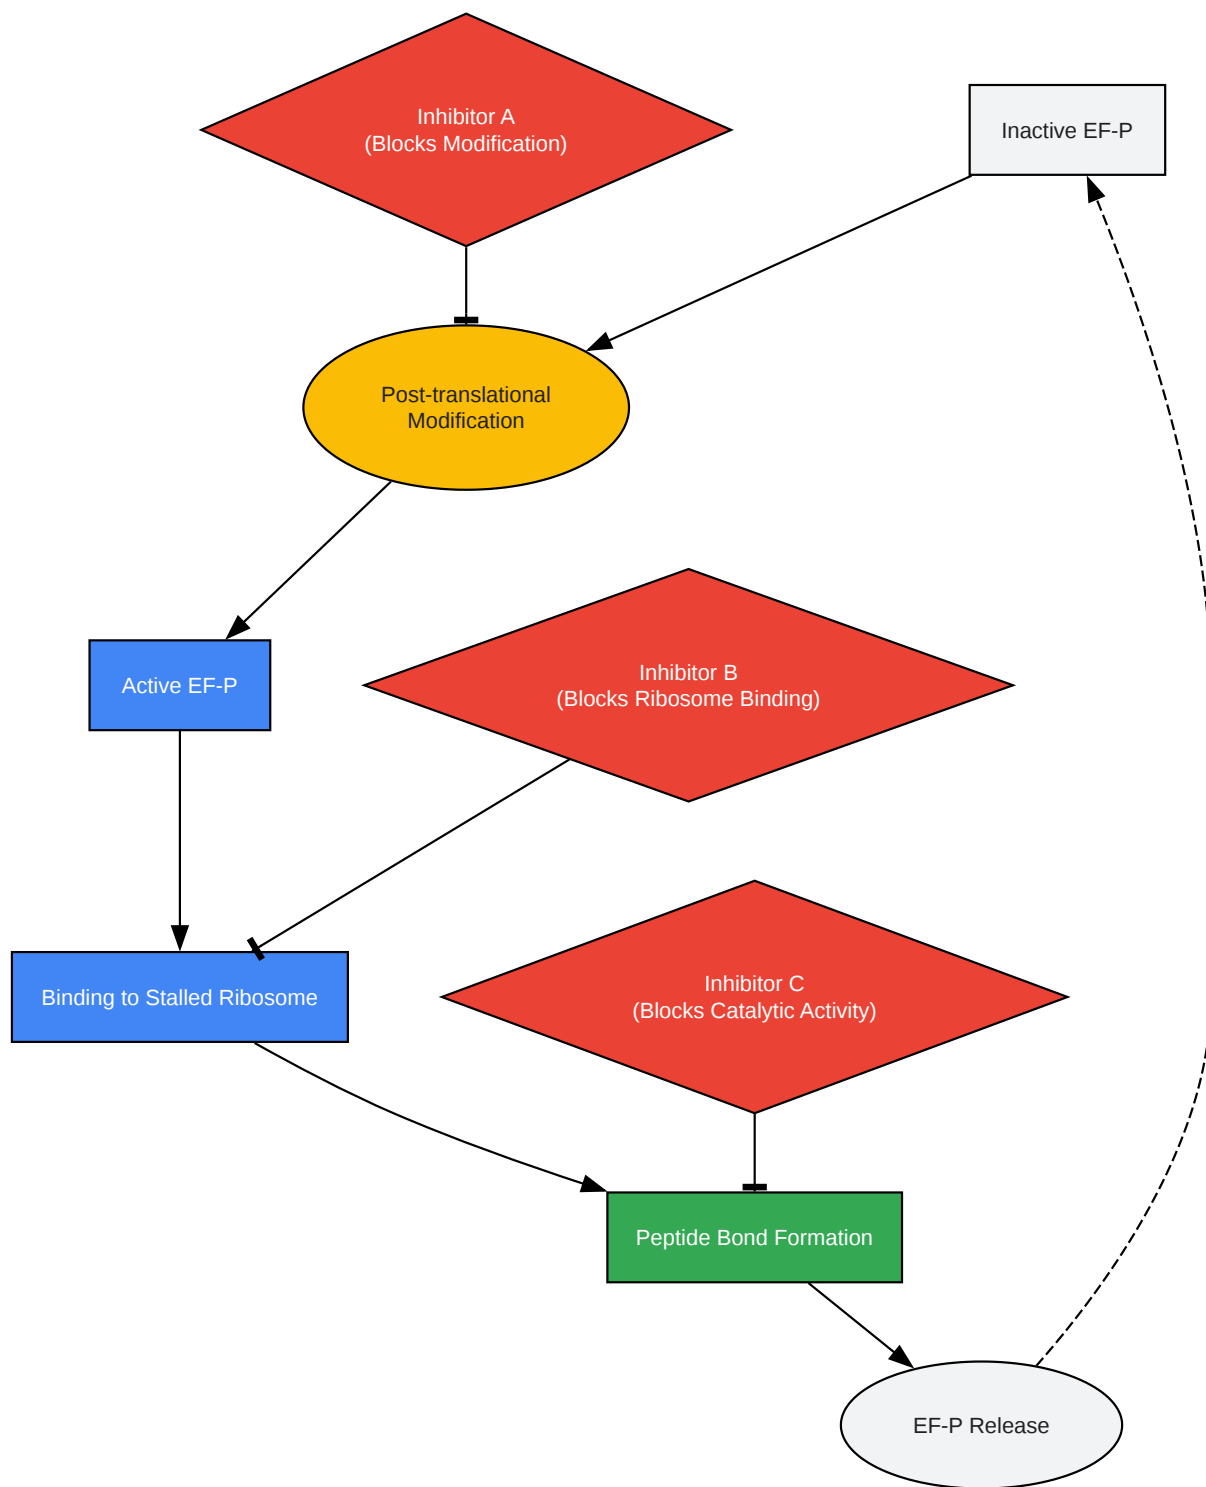 Inhibitor A
(Blocks Modification)
Inactive EF-P
Post-translational
Modification
Inhibitor B
(Blocks Ribosome Binding)
Active EF-P
Inhibitor C
(Blocks Catalytic Activity)
Binding to Stalled Ribosome
Peptide Bond Formation
EF-P Release